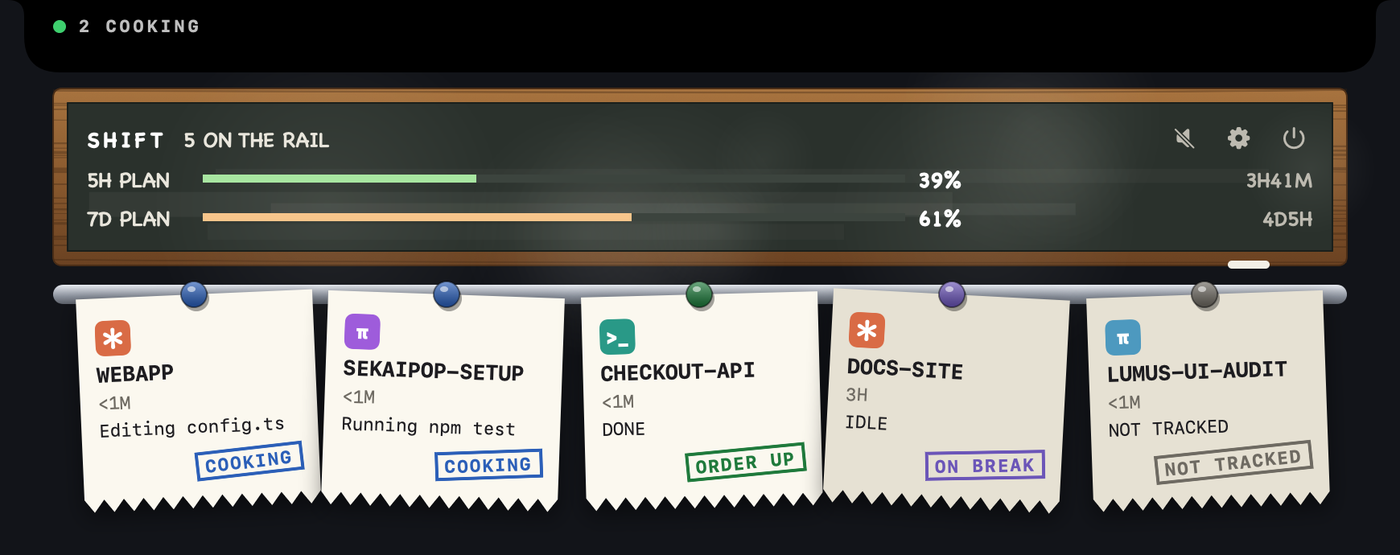 2 COOKING
SHIFT 5 ON THE RAIL
5H PLAN 39% 3H41M
7D PLAN 61% 4D5H
WEBAPP
<1M
Editing config.ts
COOKING
π
SEKAIPOP-SETUP
<1M
Running npm test
COOKING
>_
CHECKOUT-API
<1M
DONE
ORDER UP
DOCS-SITE
3H
IDLE
ON BREAK
π
LUMUS-UI-AUDIT
<1M
NOT TRACKED
NOT TRACKED